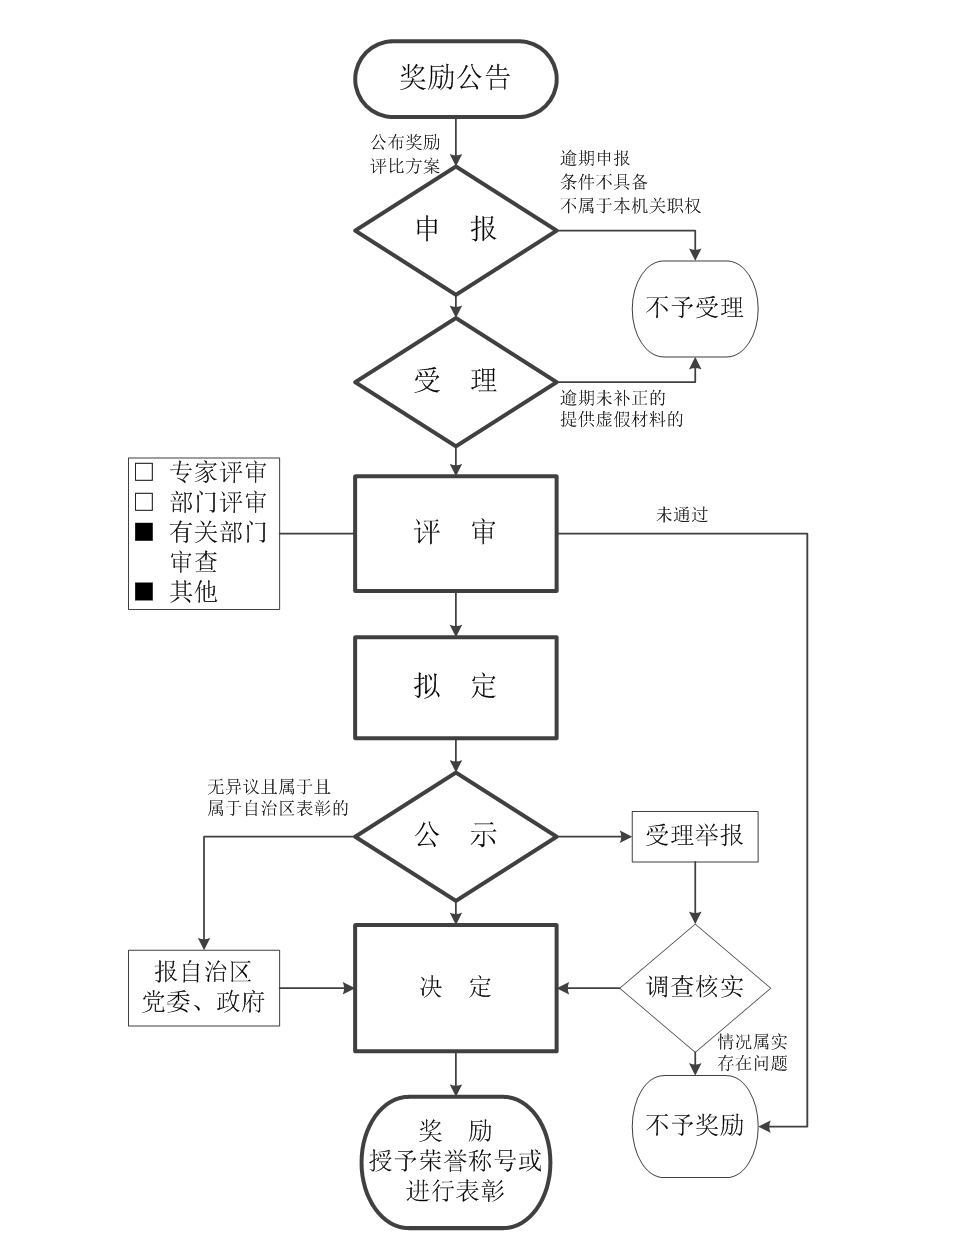 奖励公告
公布奖励
评比方案
逾期申报
条件不具备
不属于本机关职权
申 报
不予受理
受 理
逾期未补正的
提供虚假材料的
□ 专家评审
□ 部门评审
■ 有关部门
审查
■ 其他
评 审
未通过
拟 定
无异议且属于且
属于自治区表彰的
公 示
受理举报
报自治区
党委、政府
决 定
调查核实
情况属实
存在问题
不予奖励
奖 励
授予荣誉称号或
进行表彰